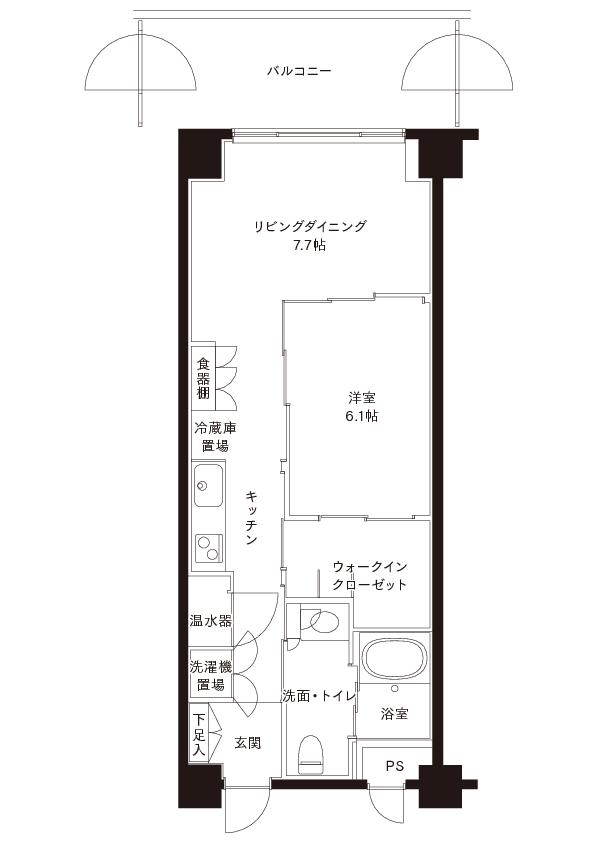 バルコニー
リビングダイニング
7.7帖
食器棚
洋室
6.1帖
冷蔵庫
置場
キッチン
ウォークイン
クローゼット
温水器
洗濯機
置場
洗面・トイレ
浴室
下足入
玄関
PS